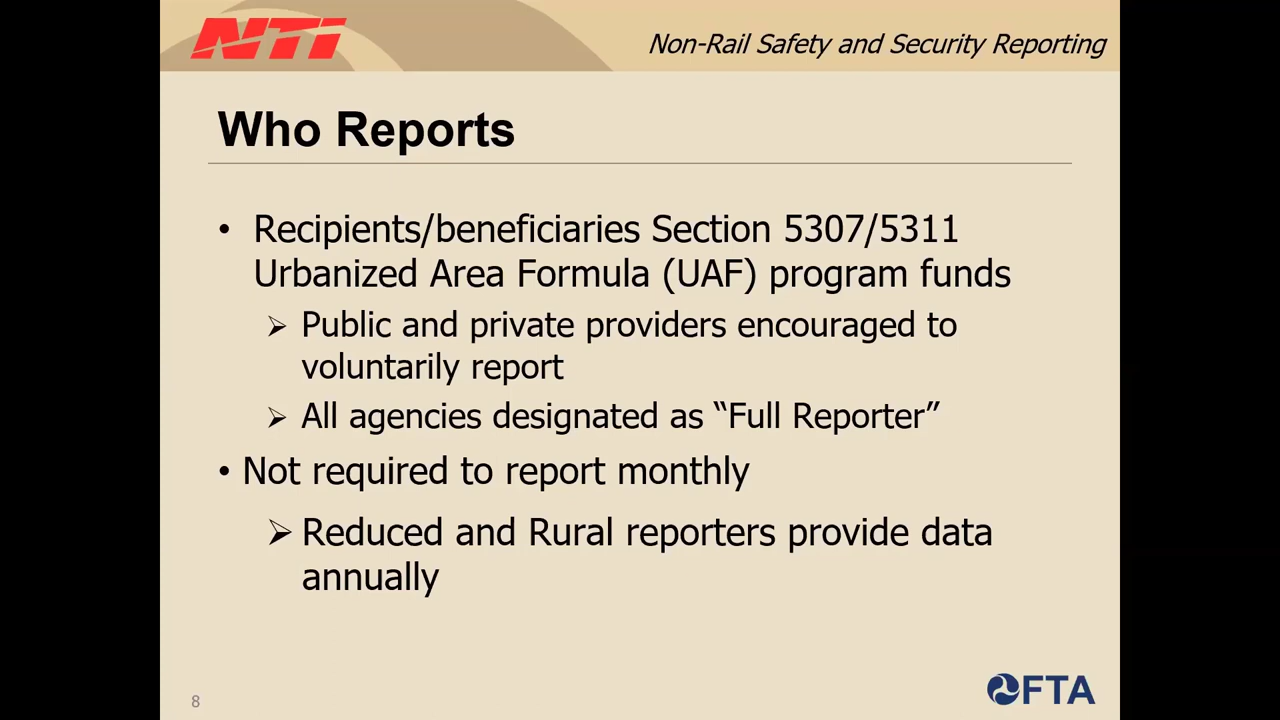 NTI
Non-Rail Safety and Security Reporting
Who Reports
• Recipients/beneficiaries Section 5307/5311
Urbanized Area Formula (UAF) program funds
➢ Public and private providers encouraged to
voluntarily report
➢ All agencies designated as “Full Reporter”
• Not required to report monthly
➢ Reduced and Rural reporters provide data
annually
8
FTA